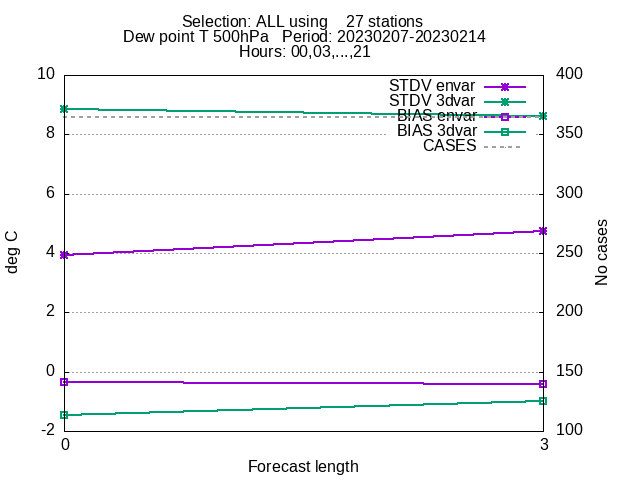 Selection: ALL using    27 stations
Dew point T 500hPa   Period: 20230207-20230214
Hours: 00,03,...,21
10
400
STDV envar
STDV 3dvar
BIAS envar
8
BIAS 3dvar
350
CASES
6
300
deg C
4
250
No cases
2
200
0
150
-2
100
0
3
Forecast length